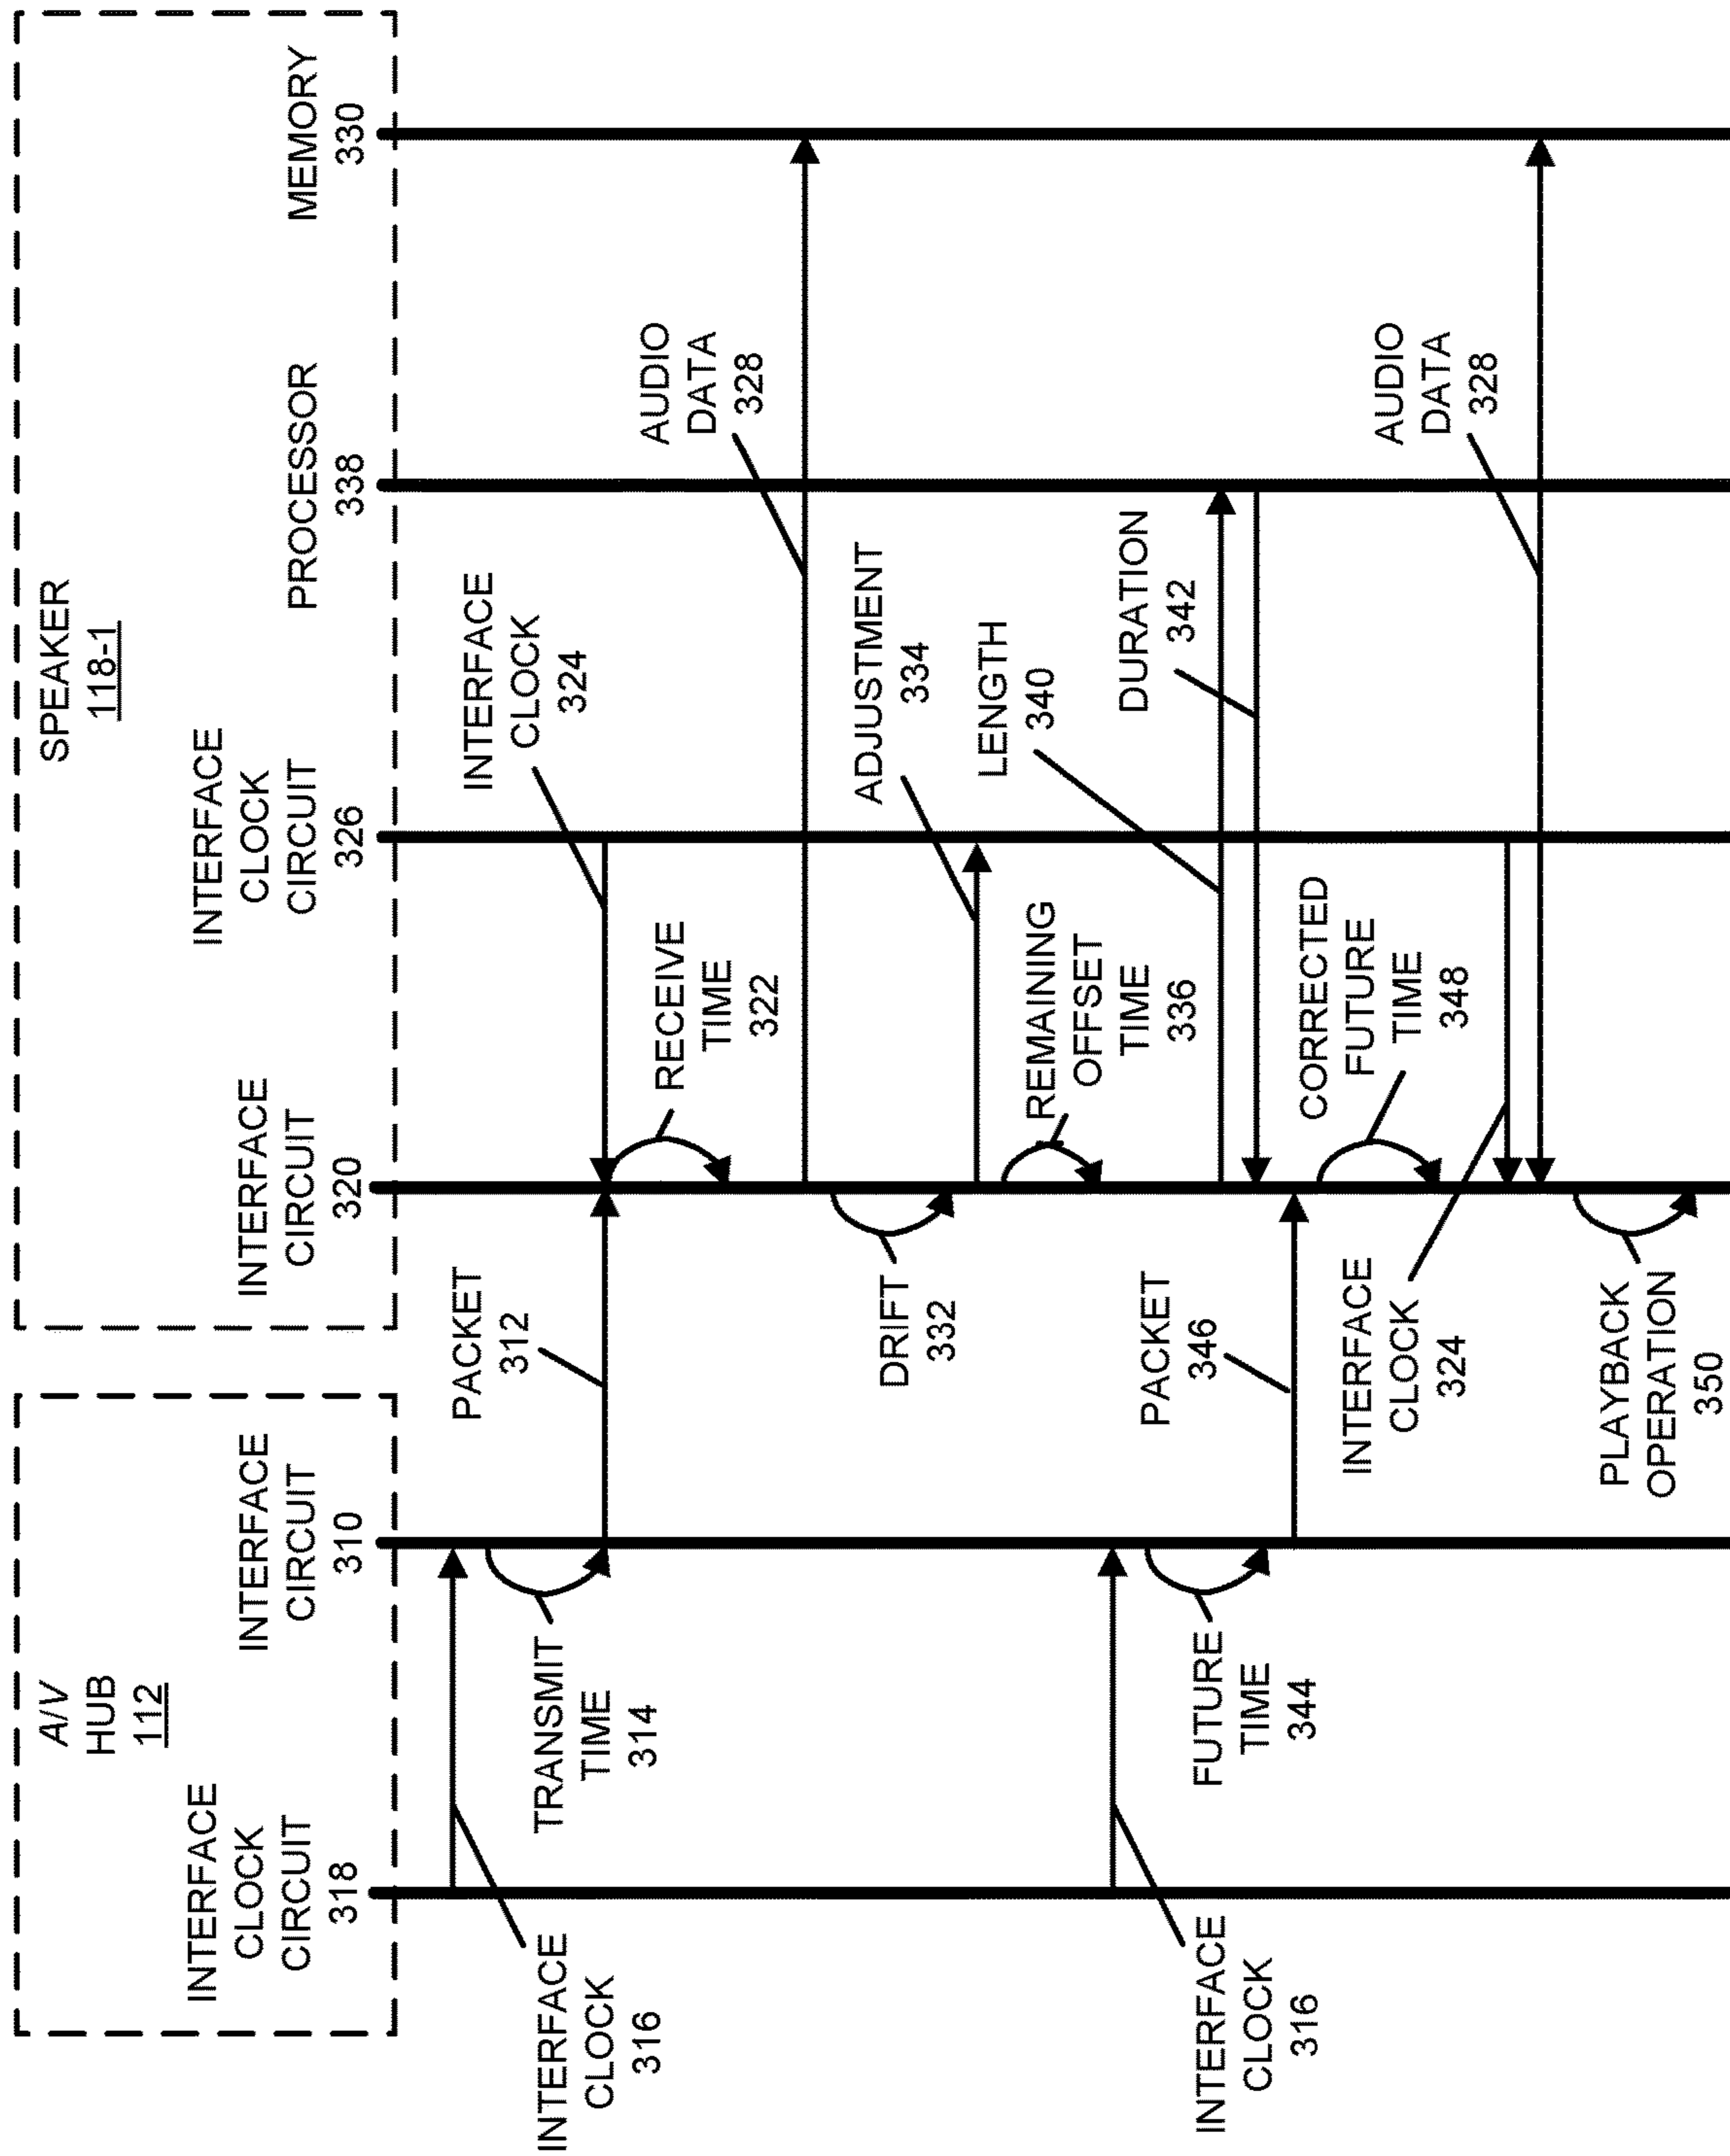 A/V
HUB
112
INTERFACE
CLOCK
CIRCUIT
318
INTERFACE
CIRCUIT
310
SPEAKER
118-1
INTERFACE
CIRCUIT
320
INTERFACE
CLOCK
CIRCUIT
326
PROCESSOR
338
MEMORY
330
INTERFACE
CLOCK
316
TRANSMIT
TIME
314
PACKET
312
INTERFACE
CLOCK
324
RECEIVE
TIME
322
AUDIO
DATA
328
DRIFT
332
ADJUSTMENT
334
REMAINING
OFFSET
TIME
336
LENGTH
340
DURATION
342
INTERFACE
CLOCK
316
FUTURE
TIME
344
PACKET
346
CORRECTED
FUTURE
TIME
348
INTERFACE
CLOCK
324
AUDIO
DATA
328
PLAYBACK
OPERATION
350